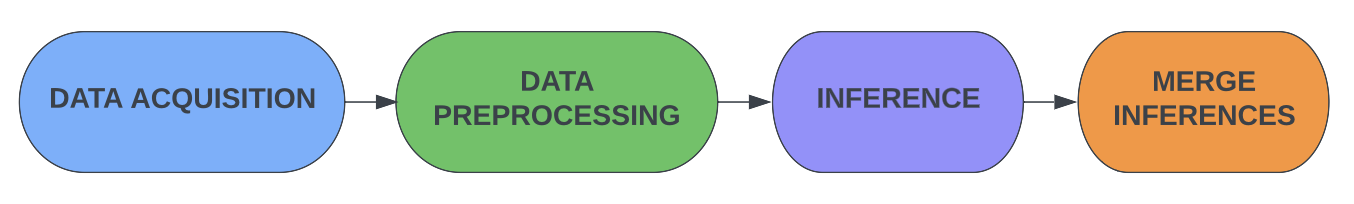 DATA ACQUISITION
DATA
PREPROCESSING
INFERENCE
MERGE
INFERENCES